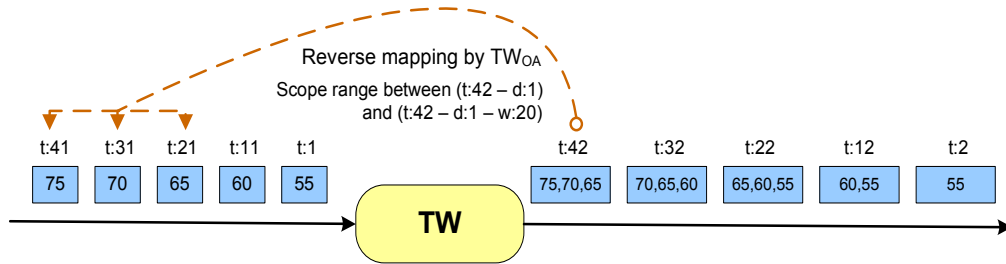 Reverse mapping by TWOA
Scope range between (t:42 – d:1)
and (t:42 – d:1 – w:20)
t:41 t:31 t:21 t:11 t:1 t:42 t:32 t:22 t:12 t:2
75 70 65 60 55 75,70,65 70,65,60 65,60,55 60,55 55
TW